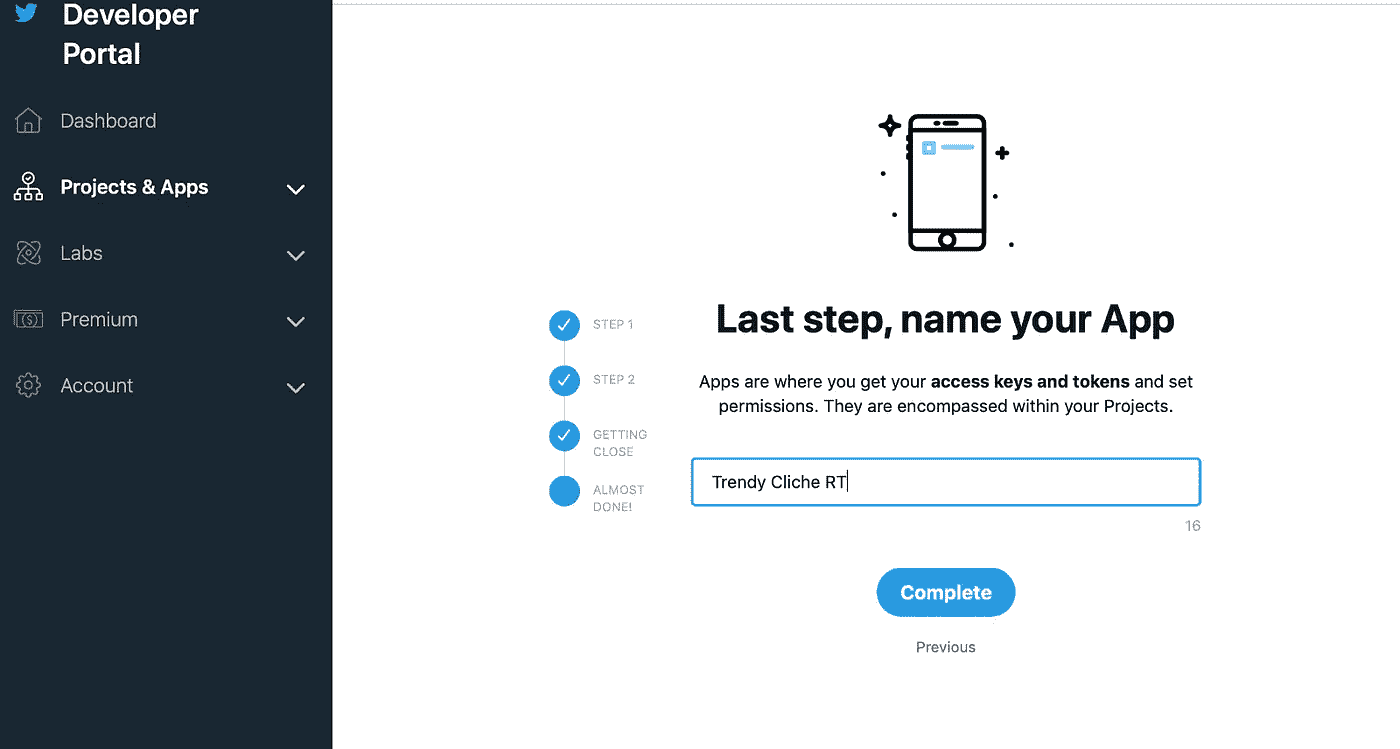 Developer
Portal
Dashboard
Projects & Apps
Labs
Premium
Account
STEP 1
STEP 2
GETTING
CLOSE
ALMOST
DONE!
Last step, name your App
Apps are where you get your access keys and tokens and set
permissions. They are encompassed within your Projects.
Trendy Cliche RT
16
Complete
Previous